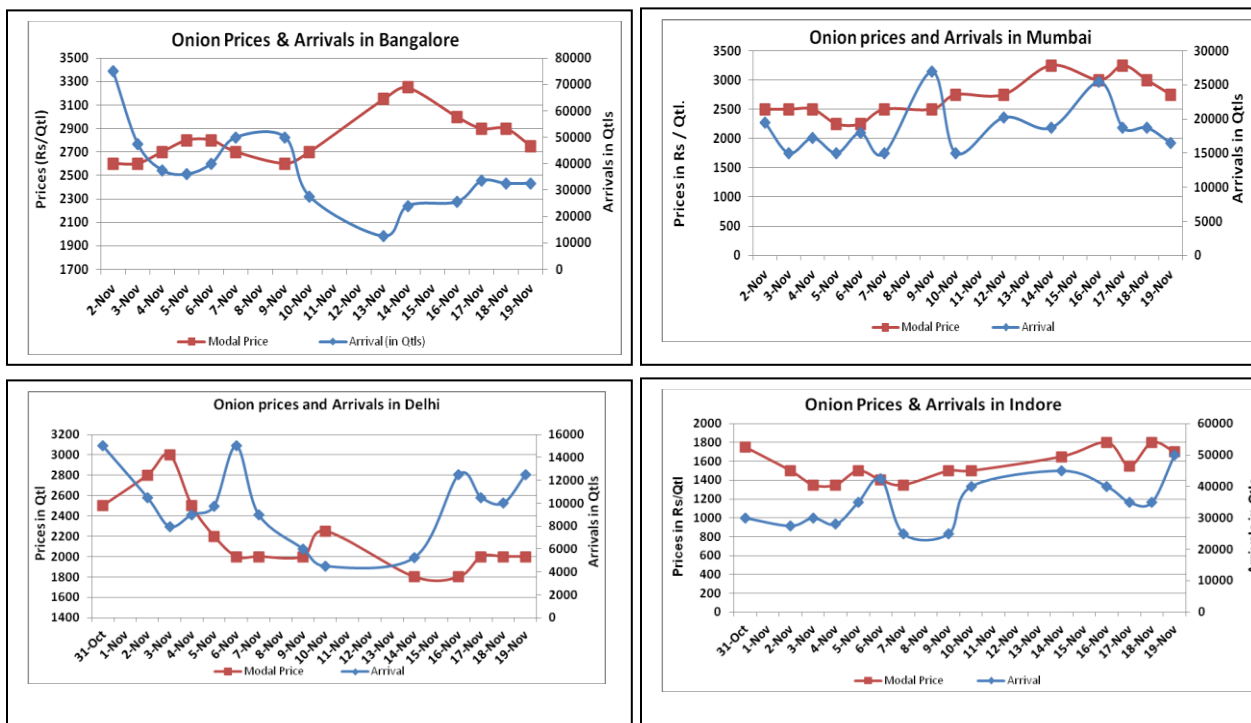 Onion Prices & Arrivals in Bangalore
Prices (Rs/Qtl)
3500
3300
3100
2900
2700
2500
2300
2100
1900
1700
80000
70000
60000
50000
40000
30000
20000
10000
0
Arrivals in Qtls
2-Nov
3-Nov
4-Nov
5-Nov
6-Nov
7-Nov
8-Nov
9-Nov
10-Nov
11-Nov
12-Nov
13-Nov
14-Nov
15-Nov
16-Nov
17-Nov
18-Nov
19-Nov
Modal Price
Arrival (in Qtls)
Onion prices and Arrivals in Mumbai
Prices in Rs / Qtl.
3500
3000
2500
2000
1500
1000
500
0
30000
25000
20000
15000
10000
5000
0
Arrivals in Qtls
2-Nov
3-Nov
4-Nov
5-Nov
6-Nov
7-Nov
8-Nov
9-Nov
10-Nov
11-Nov
12-Nov
13-Nov
14-Nov
15-Nov
16-Nov
17-Nov
18-Nov
19-Nov
Modal Price
Arrival
Onion prices and Arrivals in Delhi
Prices in Qtl
3200
3000
2800
2600
2400
2200
2000
1800
1600
1400
16000
14000
12000
10000
8000
6000
4000
2000
0
Arrivals in Qtls
31-Oct
1-Nov
2-Nov
3-Nov
4-Nov
5-Nov
6-Nov
7-Nov
8-Nov
9-Nov
10-Nov
11-Nov
12-Nov
13-Nov
14-Nov
15-Nov
16-Nov
17-Nov
18-Nov
19-Nov
Modal Price
Arrival
Onion Prices & Arrivals in Indore
Prices in Rs/Qtl
2000
1800
1600
1400
1200
1000
800
600
400
200
0
60000
50000
40000
30000
20000
10000
0
31-Oct
1-Nov
2-Nov
3-Nov
4-Nov
5-Nov
6-Nov
7-Nov
8-Nov
9-Nov
10-Nov
11-Nov
12-Nov
13-Nov
14-Nov
15-Nov
16-Nov
17-Nov
18-Nov
19-Nov
Modal Price
Arrival